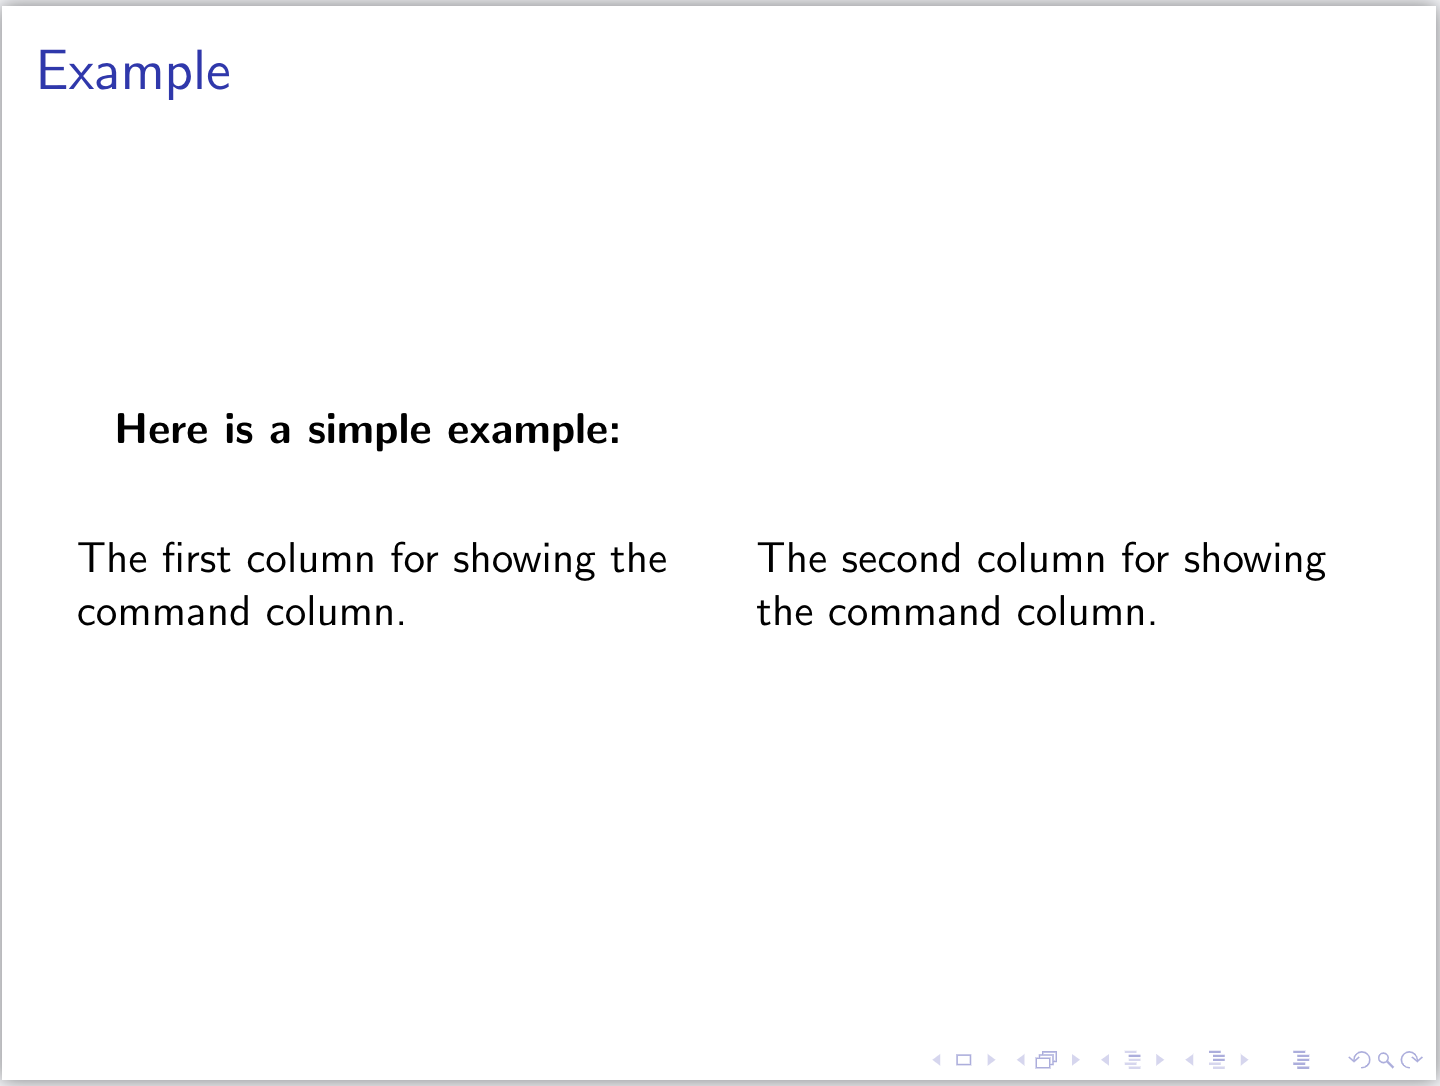 Example
Here is a simple example:
The first column for showing the
command column.
The second column for showing
the command column.